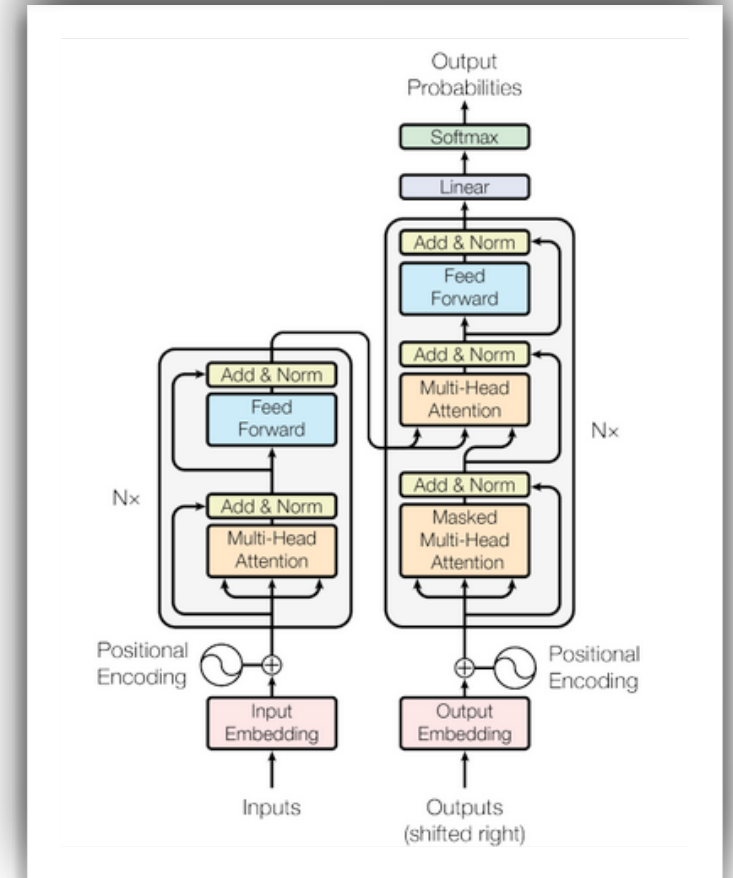 Output
Probabilities
Softmax
Linear
Add & Norm
Feed
Forward
Add & Norm
Multi-Head
Attention
Add & Norm
Masked
Multi-Head
Attention
Nx
Add & Norm
Feed
Forward
Add & Norm
Multi-Head
Attention
Nx
Positional
Encoding
Positional
Encoding
Input
Embedding
Output
Embedding
Inputs
Outputs
(shifted right)